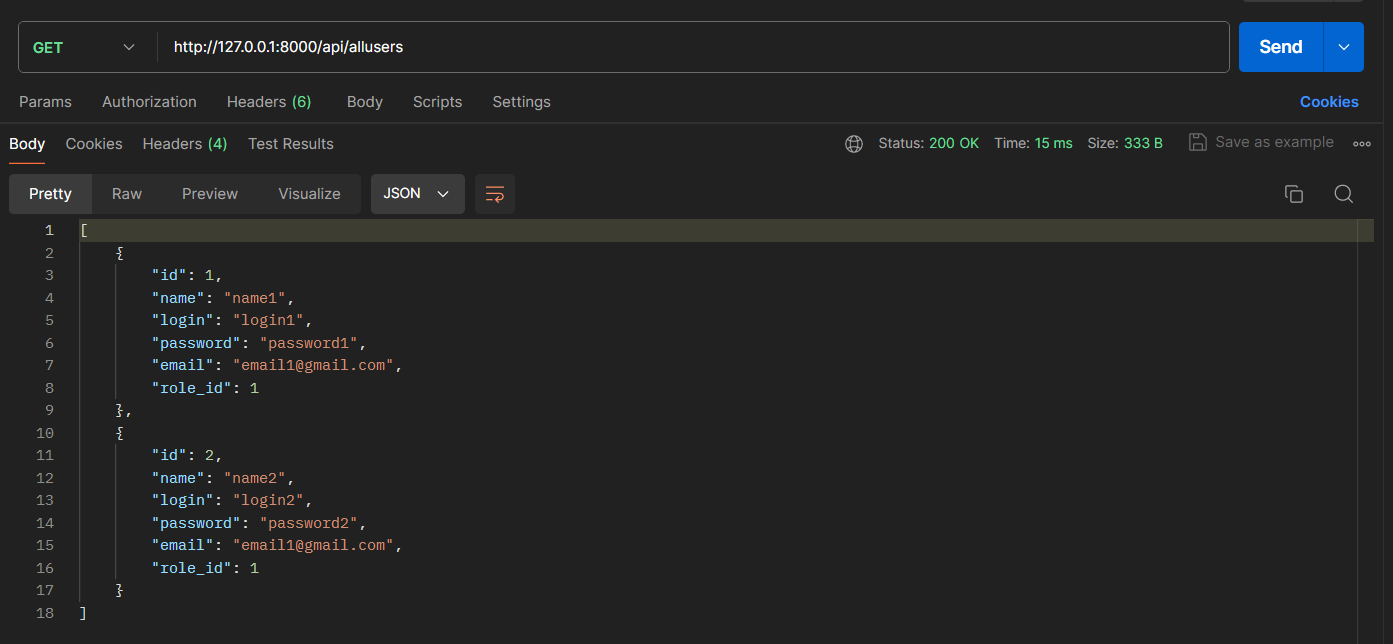 GET http://127.0.0.1:8000/api/allusers Send
Params Authorization Headers (6) Body Scripts Settings Cookies
Body Cookies Headers (4) Test Results Status: 200 OK Time: 15 ms Size: 333 B Save as example
Pretty Raw Preview Visualize JSON
1 [
2 {
3 "id": 1,
4 "name": "name1",
5 "login": "login1",
6 "password": "password1",
7 "email": "email1@gmail.com",
8 "role_id": 1
9 },
10 {
11 "id": 2,
12 "name": "name2",
13 "login": "login2",
14 "password": "password2",
15 "email": "email1@gmail.com",
16 "role_id": 1
17 }
18 ]